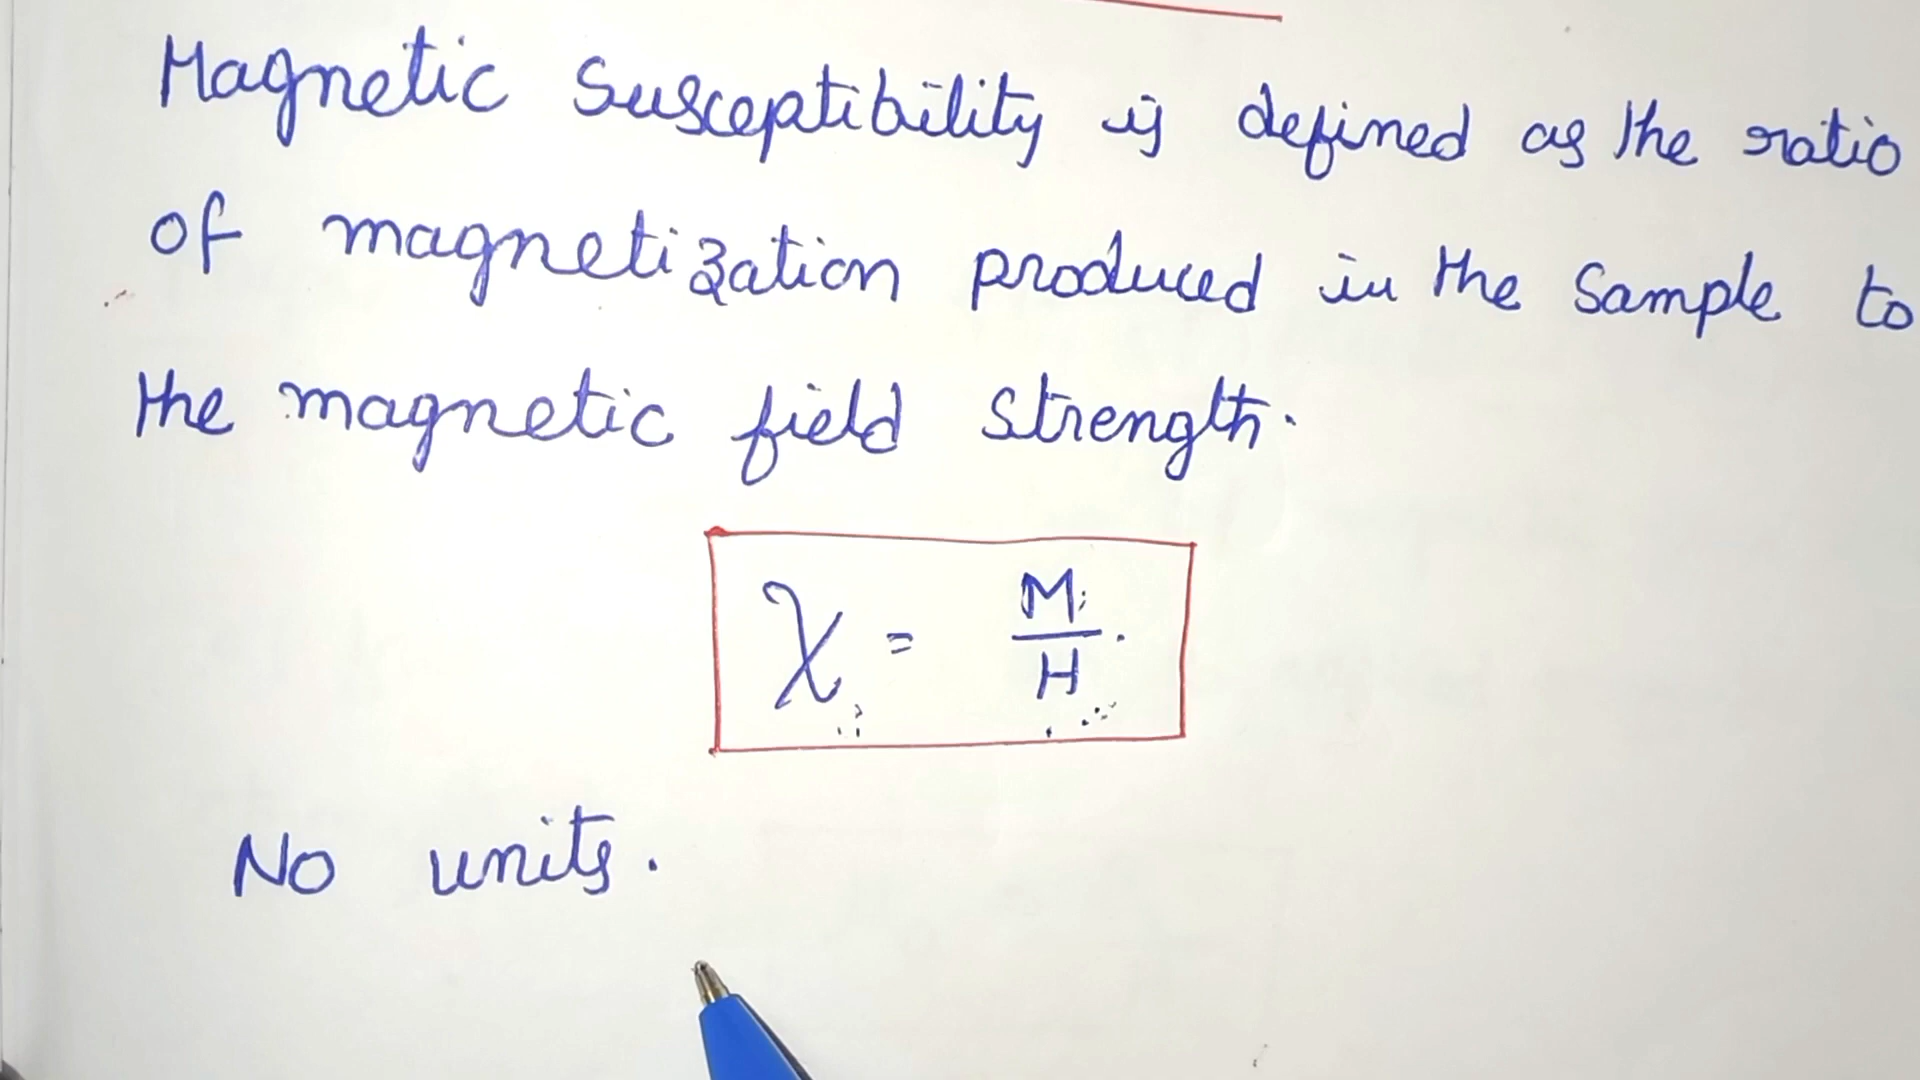 Magnetic Susceptibility is defined as the ratio
of magnetization produced in the Sample to
the magnetic field strength.
χ = M/H.
No units.